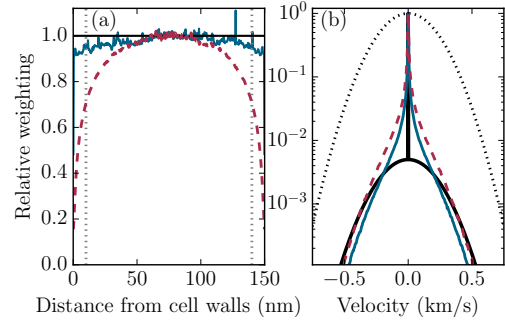 (a)
(b)
Relative weighting
1.0
0.8
0.6
0.4
0.2
0.0
10⁰
10⁻¹
10⁻²
10⁻³
0 50 100 150
−0.5 0.0 0.5
Distance from cell walls (nm)
Velocity (km/s)